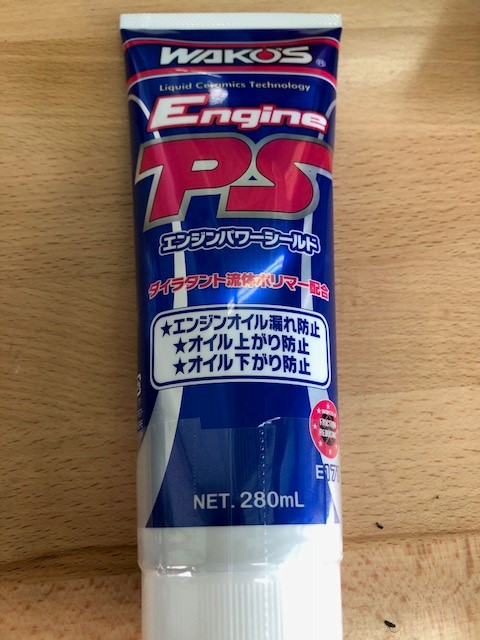 WAKO'S®
Liquid Ceramics Technology
Engine
PS
エンジンパワーシールド
ダイラタント流体ポリマー配合
★エンジンオイル漏れ防止
★オイル上がり防止
★オイル下がり防止
E171
NET. 280mL